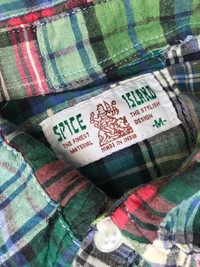 SPICE ISLAND
THE FINEST MATERIAL
THE STYLISH DESIGN
-M-
MADE IN INDIA